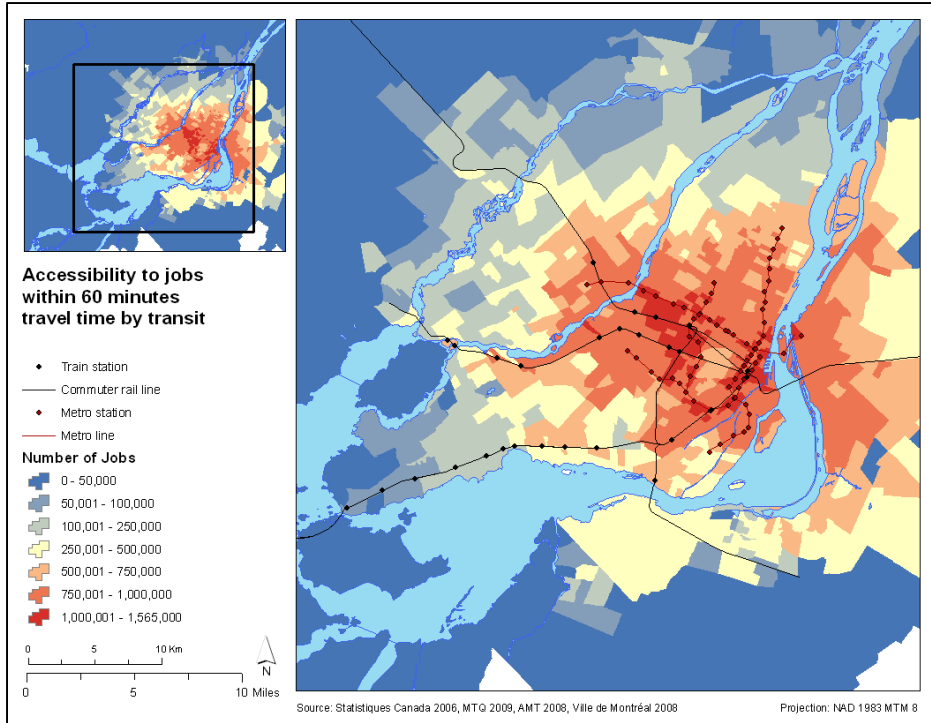 Accessibility to jobs
within 60 minutes
travel time by transit
Train station
Commuter rail line
Metro station
Metro line
Number of Jobs
0 - 50,000
50,001 - 100,000
100,001 - 250,000
250,001 - 500,000
500,001 - 750,000
750,001 - 1,000,000
1,000,001 - 1,565,000
0 5 10 Km
N
0 5 10 Miles
Source: Statistiques Canada 2006, MTQ 2009, AMT 2008, Ville de Montréal 2008
Projection: NAD 1983 MTM 8